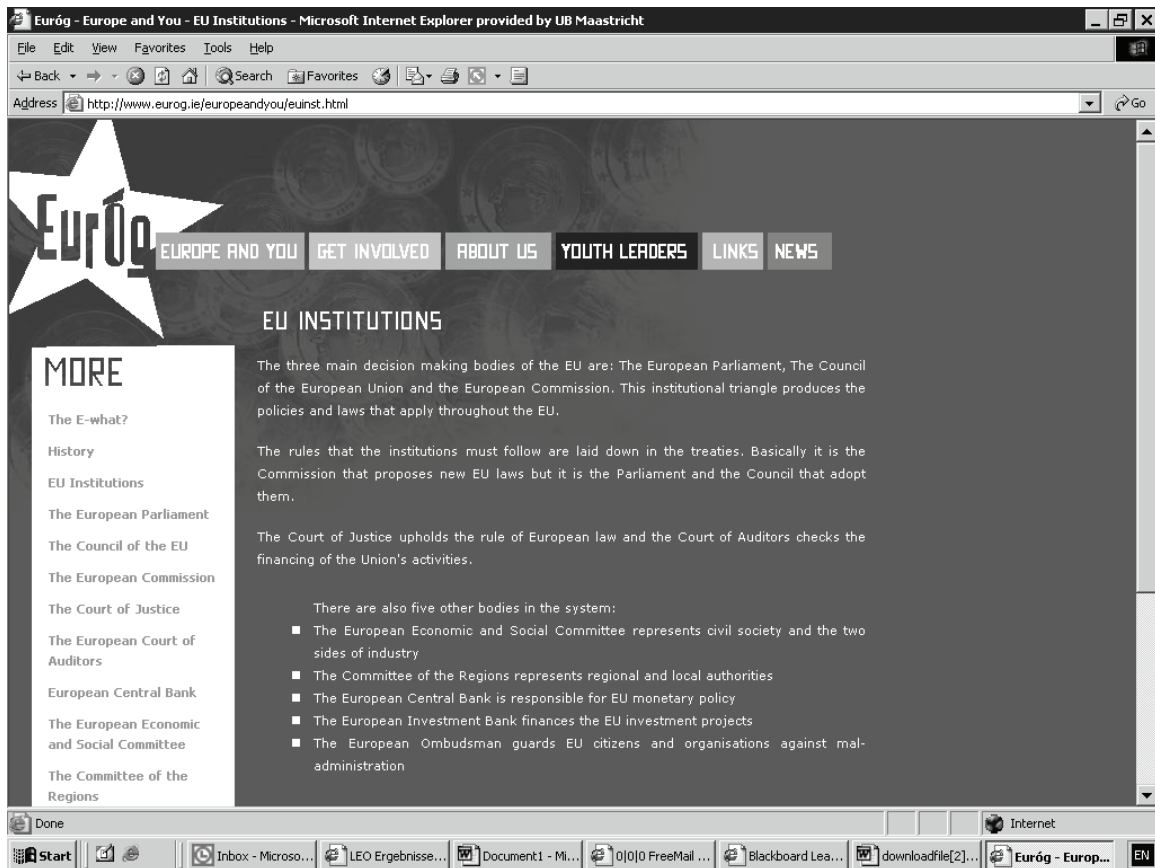 Euróg - Europe and You - EU Institutions - Microsoft Internet Explorer provided by UB Maastricht
File Edit View Favorites Tools Help
Back Search Favorites
Address http://www.eurog.ie/europeandyou/euinst.html Go
Euróg
EUROPE AND YOU GET INVOLVED ABOUT US YOUTH LEADERS LINKS NEWS
MORE
The E-what?
History
EU Institutions
The European Parliament
The Council of the EU
The European Commission
The Court of Justice
The European Court of
Auditors
European Central Bank
The European Economic
and Social Committee
The Committee of the
Regions
EU INSTITUTIONS
The three main decision making bodies of the EU are: The European Parliament, The Council
of the European Union and the European Commission. This institutional triangle produces the
policies and laws that apply throughout the EU.
The rules that the institutions must follow are laid down in the treaties. Basically it is the
Commission that proposes new EU laws but it is the Parliament and the Council that adopt
them.
The Court of Justice upholds the rule of European law and the Court of Auditors checks the
financing of the Union's activities.
There are also five other bodies in the system:
The European Economic and Social Committee represents civil society and the two
sides of industry
The Committee of the Regions represents regional and local authorities
The European Central Bank is responsible for EU monetary policy
The European Investment Bank finances the EU investment projects
The European Ombudsman guards EU citizens and organisations against mal-
administration
Done Internet
Start Inbox - Microso... LEO Ergebnisse... Document1 - Mi... 0|0|0 FreeMail ... Blackboard Lea... downloadfile[2]... Euróg - Europ... EN